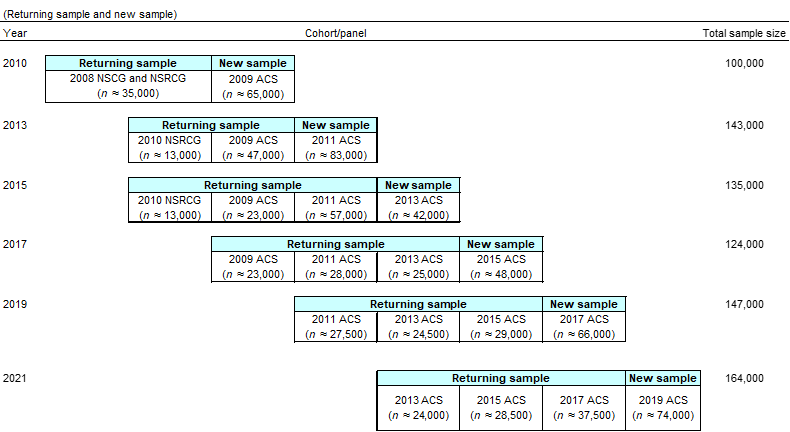 (Returning sample and new sample)
Year Cohort/panel Total sample size
2010 Returning sample New sample 100,000
2008 NSCG and NSRCG 2009 ACS
(n ≈ 35,000) (n ≈ 65,000)
2013 Returning sample New sample 143,000
2010 NSRCG 2009 ACS 2011 ACS
(n ≈ 13,000) (n ≈ 47,000) (n ≈ 83,000)
2015 Returning sample New sample 135,000
2010 NSRCG 2009 ACS 2011 ACS 2013 ACS
(n ≈ 13,000) (n ≈ 23,000) (n ≈ 57,000) (n ≈ 42,000)
2017 Returning sample New sample 124,000
2009 ACS 2011 ACS 2013 ACS 2015 ACS
(n ≈ 23,000) (n ≈ 28,000) (n ≈ 25,000) (n ≈ 48,000)
2019 Returning sample New sample 147,000
2011 ACS 2013 ACS 2015 ACS 2017 ACS
(n ≈ 27,500) (n ≈ 24,500) (n ≈ 29,000) (n ≈ 66,000)
2021 Returning sample New sample 164,000
2013 ACS 2015 ACS 2017 ACS 2019 ACS
(n ≈ 24,000) (n ≈ 28,500) (n ≈ 37,500) (n ≈ 74,000)